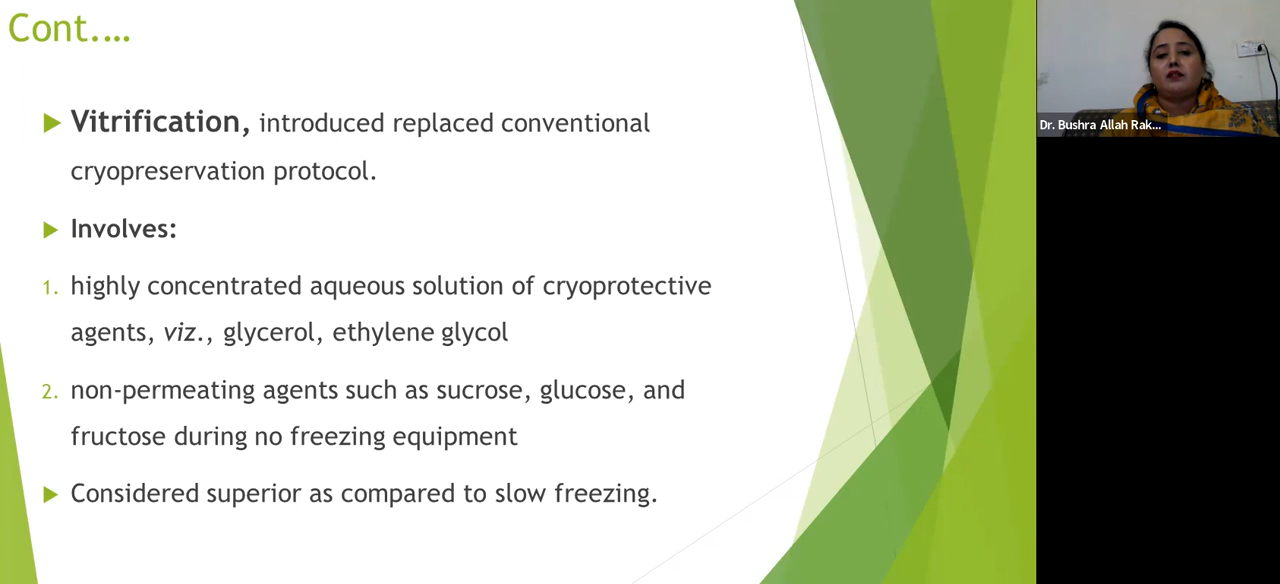 Cont.…
Vitrification, introduced replaced conventional
cryopreservation protocol.
Involves:
1. highly concentrated aqueous solution of cryoprotective
agents, viz., glycerol, ethylene glycol
2. non-permeating agents such as sucrose, glucose, and
fructose during no freezing equipment
Considered superior as compared to slow freezing.
Dr. Bushra Allah Rak...